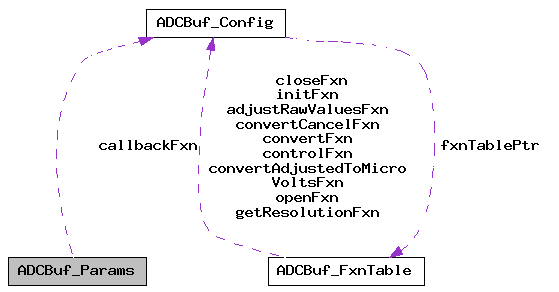 ADCBuf_Config
closeFxn
initFxn
adjustRawValuesFxn
convertCancelFxn
callbackFxn
convertFxn
fxnTablePtr
controlFxn
convertAdjustedToMicro
VoltsFxn
openFxn
getResolutionFxn
ADCBuf_Params
ADCBuf_FxnTable